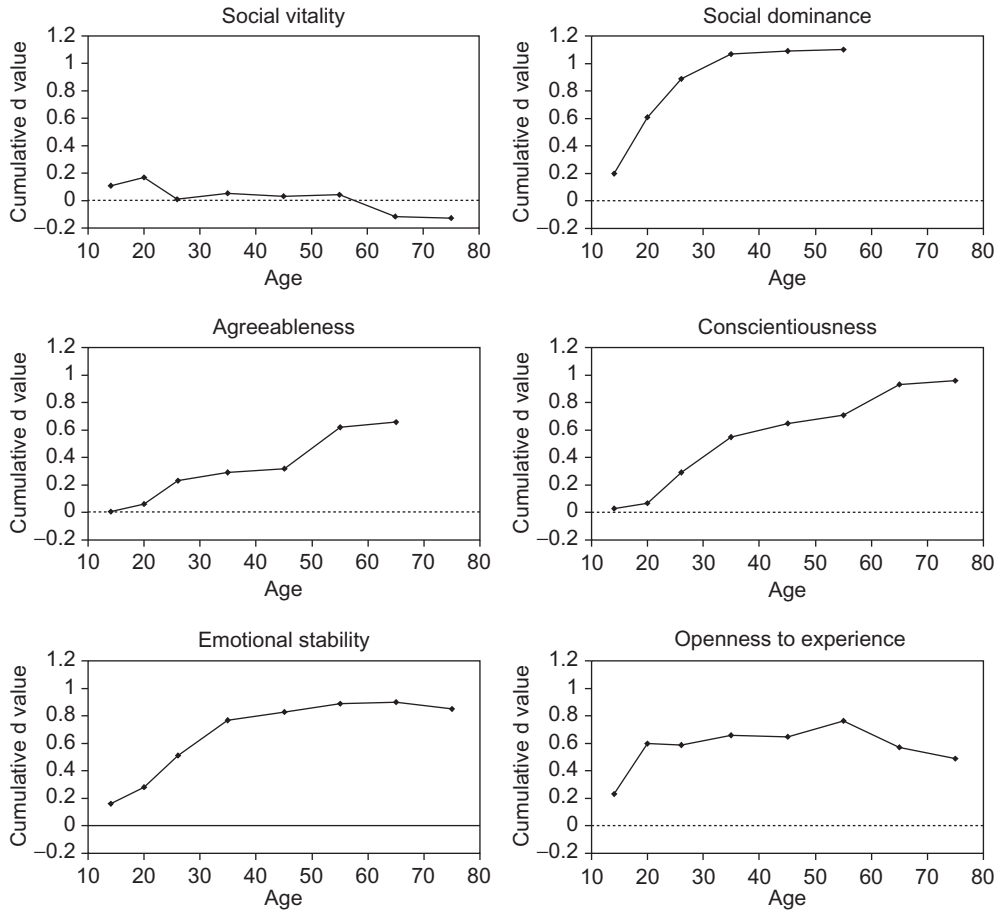 Social vitality
Cumulative d value
1.2
1
0.8
0.6
0.4
0.2
0
–0.2
10 20 30 40 50 60 70 80
Age
Social dominance
Cumulative d value
1.2
1
0.8
0.6
0.4
0.2
0
–0.2
10 20 30 40 50 60 70 80
Age
Agreeableness
Cumulative d value
1.2
1
0.8
0.6
0.4
0.2
0
–0.2
10 20 30 40 50 60 70 80
Age
Conscientiousness
Cumulative d value
1.2
1
0.8
0.6
0.4
0.2
0
–0.2
10 20 30 40 50 60 70 80
Age
Emotional stability
Cumulative d value
1.2
1
0.8
0.6
0.4
0.2
0
–0.2
10 20 30 40 50 60 70 80
Age
Openness to experience
Cumulative d value
1.2
1
0.8
0.6
0.4
0.2
0
–0.2
10 20 30 40 50 60 70 80
Age